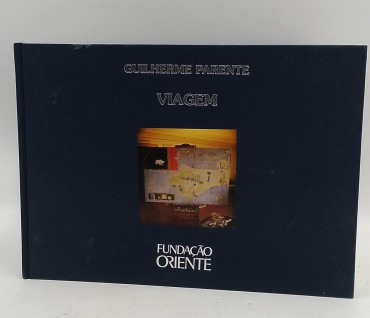 GUILHERME PARENTE
VIAGEM
FUNDAÇÃO
ORIENTE